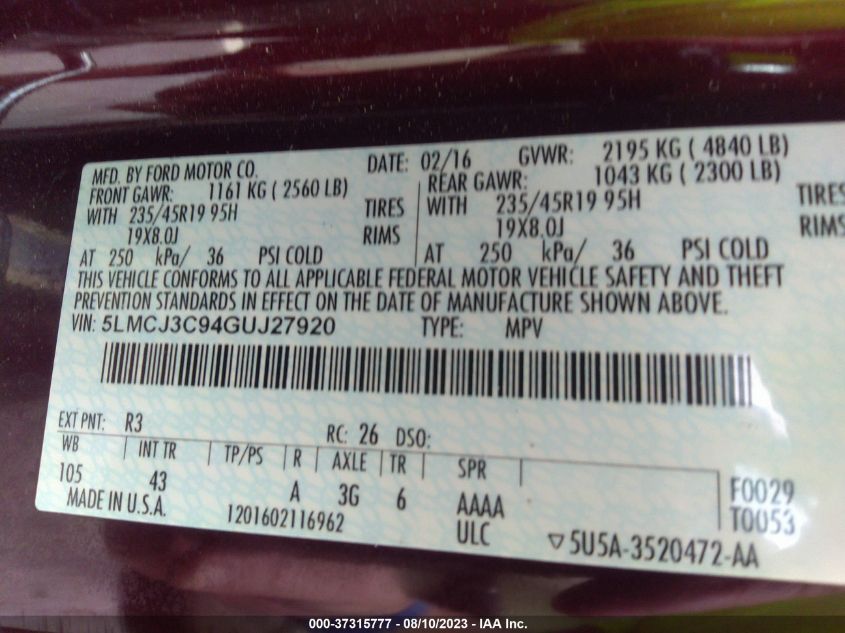 MFD. BY FORD MOTOR CO. DATE: 02/16 GVWR: 2195 KG ( 4840 LB)
FRONT GAWR: 1161 KG ( 2560 LB) REAR GAWR: 1043 KG ( 2300 LB)
WITH 235/45R19 95H TIRES WITH 235/45R19 95H TIRES
19X8.0J RIMS 19X8.0J RIMS
AT 250 kPa/ 36 PSI COLD AT 250 kPa/ 36 PSI COLD
THIS VEHICLE CONFORMS TO ALL APPLICABLE FEDERAL MOTOR VEHICLE SAFETY AND THEFT
PREVENTION STANDARDS IN EFFECT ON THE DATE OF MANUFACTURE SHOWN ABOVE.
VIN: 5LMCJ3C94GUJ27920 TYPE: MPV
EXT PNT: R3 RC: 26 DSO:
WB INT TR TP/PS R AXLE TR SPR
105 43 A 3G 6 AAAA F0029
MADE IN U.S.A. 1201602116962 ULC T0053
▽5U5A-3520472-AA
000-37315777 - 08/10/2023 - IAA Inc.